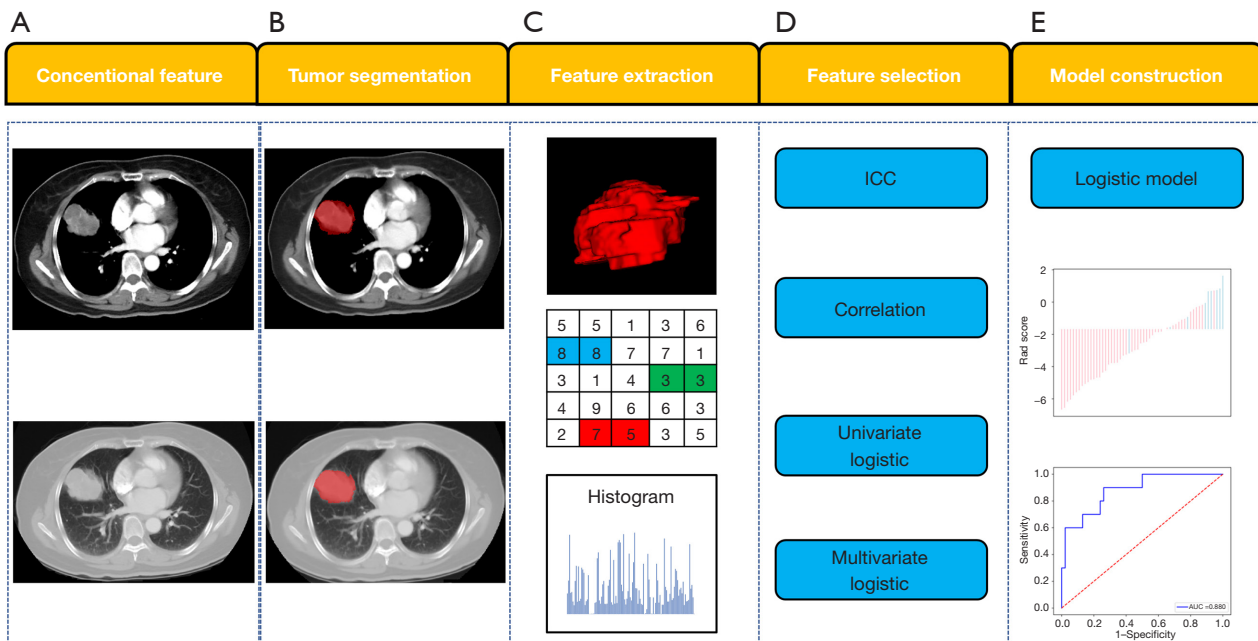 A B C D E
Concentional feature Tumor segmentation Feature extraction Feature selection Model construction
5 5 1 3 6
8 8 7 7 1
3 1 4 3 3
4 9 6 6 3
2 7 5 3 5
Histogram
ICC
Correlation
Univariate
logistic
Multivariate
logistic
Logistic model
2
0
−2
−4
−6
Rad score
1.0
0.8
0.6
0.4
0.2
0.0
Sensitivity
AUC =0.880
0.0 0.2 0.4 0.6 0.8 1.0
1–Specificity